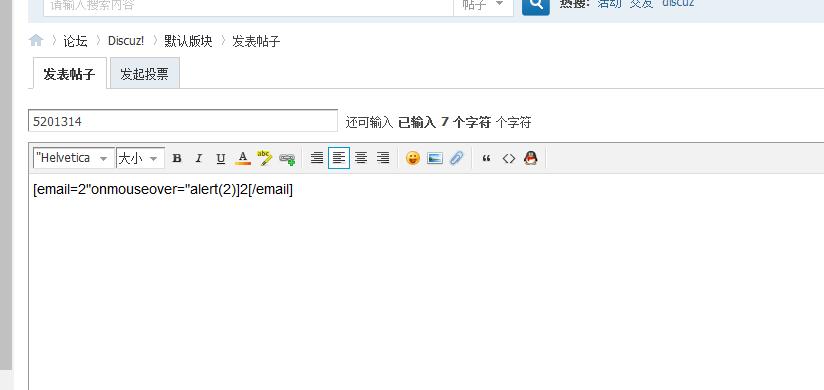 请输入搜索内容 帖子 热搜: 活动 交友 discuz
论坛 Discuz! 默认版块 发表帖子
发表帖子 发起投票
5201314 还可输入 已输入 7 个字符 个字符
"Helvetica 大小 B I U A abc “ <>
[email=2"onmouseover="alert(2)]2[/email]